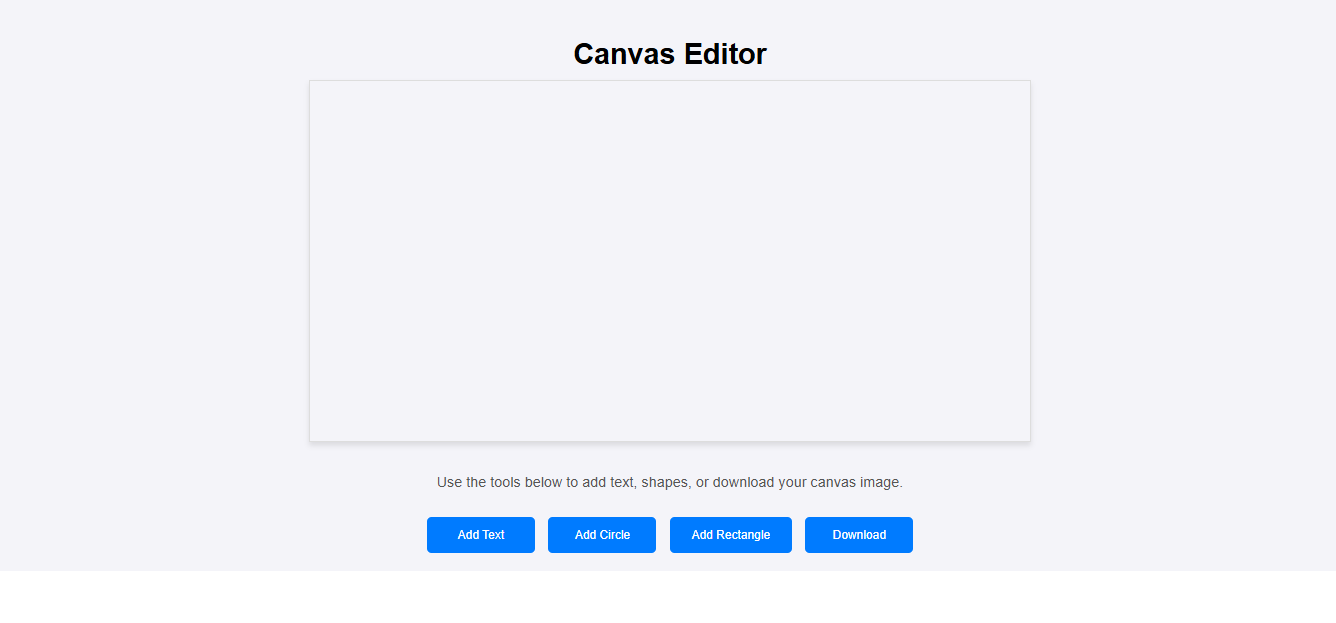 Canvas Editor
Use the tools below to add text, shapes, or download your canvas image.
Add Text
Add Circle
Add Rectangle
Download